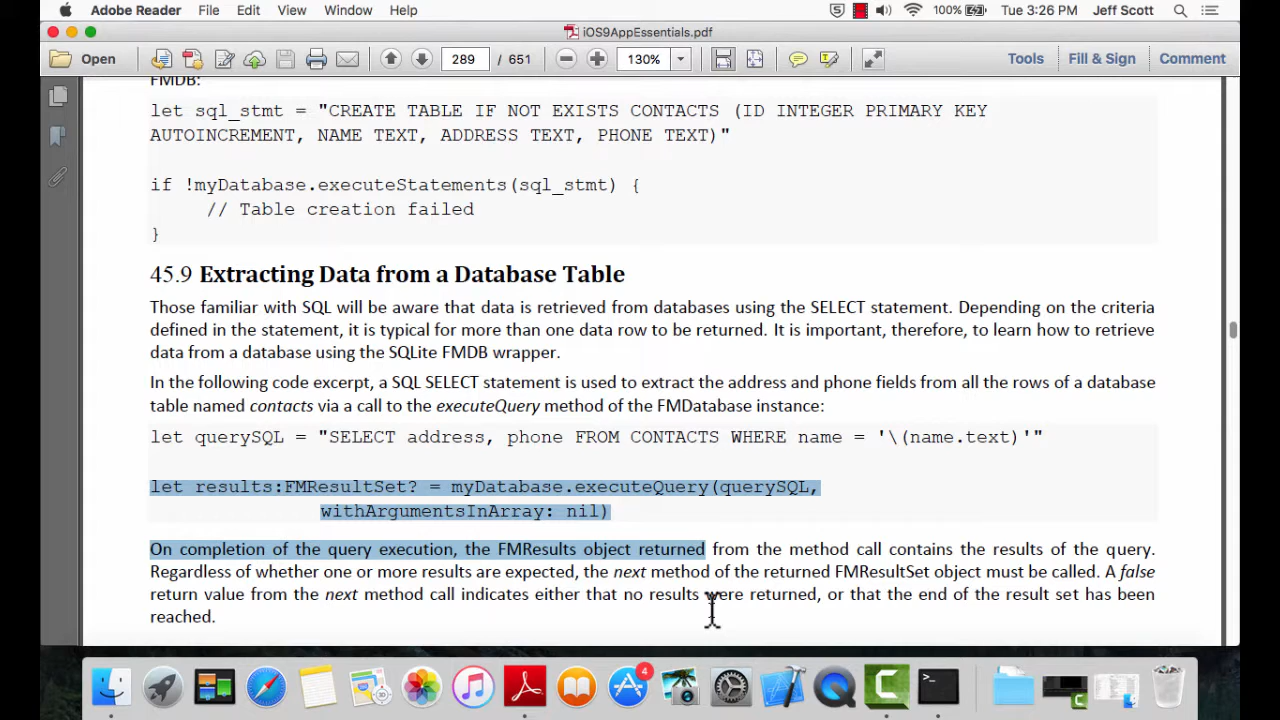 Adobe Reader File Edit View Window Help 5 100% Tue 3:26 PM Jeff Scott
iOS9AppEssentials.pdf
Open 289 / 651 130% Tools Fill & Sign Comment
FMDB:
let sql_stmt = "CREATE TABLE IF NOT EXISTS CONTACTS (ID INTEGER PRIMARY KEY
AUTOINCREMENT, NAME TEXT, ADDRESS TEXT, PHONE TEXT)"
if !myDatabase.executeStatements(sql_stmt) {
// Table creation failed
}
45.9 Extracting Data from a Database Table
Those familiar with SQL will be aware that data is retrieved from databases using the SELECT statement. Depending on the criteria
defined in the statement, it is typical for more than one data row to be returned. It is important, therefore, to learn how to retrieve
data from a database using the SQLite FMDB wrapper.
In the following code excerpt, a SQL SELECT statement is used to extract the address and phone fields from all the rows of a database
table named contacts via a call to the executeQuery method of the FMDatabase instance:
let querySQL = "SELECT address, phone FROM CONTACTS WHERE name = '\(name.text)'"
let results:FMResultSet? = myDatabase.executeQuery(querySQL,
withArgumentsInArray: nil)
On completion of the query execution, the FMResults object returned from the method call contains the results of the query.
Regardless of whether one or more results are expected, the next method of the returned FMResultSet object must be called. A false
return value from the next method call indicates either that no results were returned, or that the end of the result set has been
reached.
4